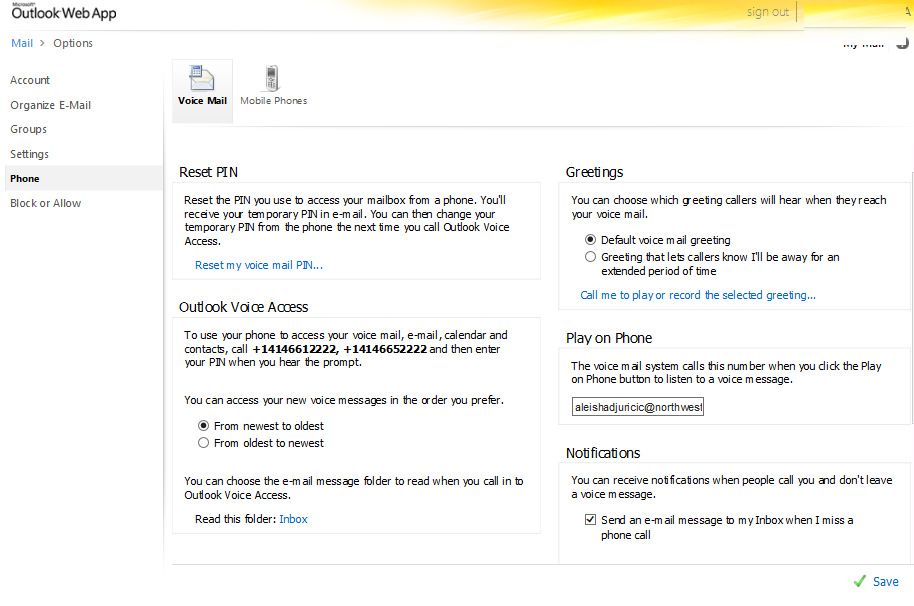 Microsoft®
Outlook Web App
sign out
A
Mail > Options
My Mail
Account
Organize E-Mail
Groups
Settings
Phone
Block or Allow
Voice Mail
Mobile Phones
Reset PIN
Reset the PIN you use to access your mailbox from a phone. You'll
receive your temporary PIN in e-mail. You can then change your
temporary PIN from the phone the next time you call Outlook Voice
Access.
Reset my voice mail PIN...
Outlook Voice Access
To use your phone to access your voice mail, e-mail, calendar and
contacts, call +14146612222, +14146652222 and then enter
your PIN when you hear the prompt.
You can access your new voice messages in the order you prefer.
From newest to oldest
From oldest to newest
You can choose the e-mail message folder to read when you call in to
Outlook Voice Access.
Read this folder: Inbox
Greetings
You can choose which greeting callers will hear when they reach
your voice mail.
Default voice mail greeting
Greeting that lets callers know I'll be away for an
extended period of time
Call me to play or record the selected greeting...
Play on Phone
The voice mail system calls this number when you click the Play
on Phone button to listen to a voice message.
aleishadjuricic@northwest
Notifications
You can receive notifications when people call you and don't leave
a voice message.
Send an e-mail message to my Inbox when I miss a
phone call
Save